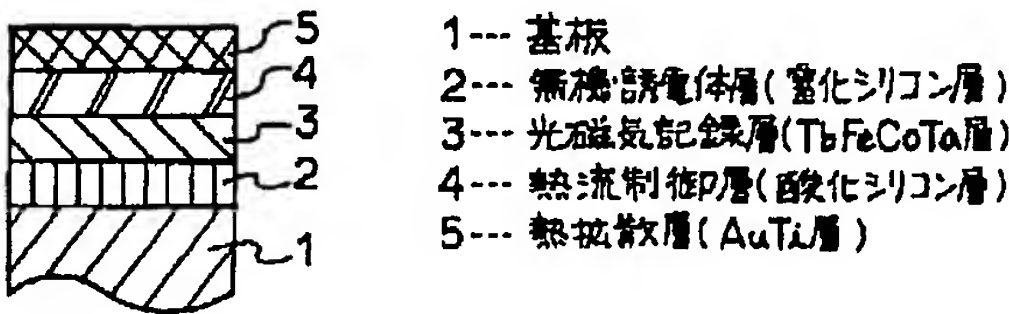 5
4
3
2
1
1--- 基板
2--- 無機誘電体層(窒化シリコン層)
3--- 光磁気記録層(TbFeCoTa層)
4--- 熱流制御層(酸化シリコン層)
5--- 熱拡散層(AuTi層)